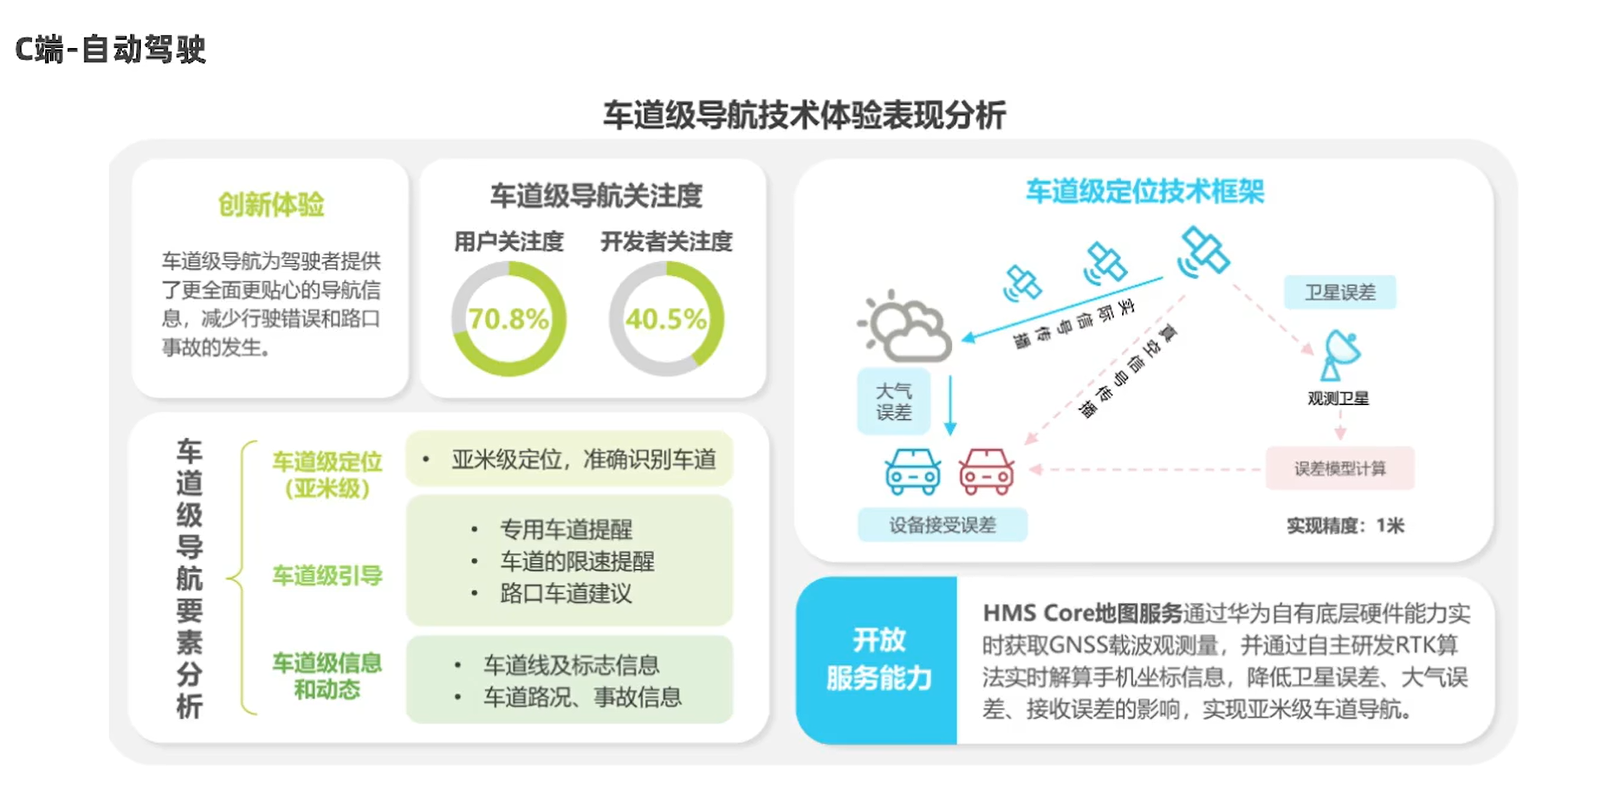 C端-自动驾驶
车道级导航技术体验表现分析
创新体验
车道级导航为驾驶者提供
了更全面更贴心的导航信
息，减少行驶错误和路口
事故的发生。
车道级导航关注度
用户关注度
开发者关注度
70.8%
40.5%
车道级导航要素分析
车道级定位
（亚米级）
• 亚米级定位，准确识别车道
车道级引导
• 专用车道提醒
• 车道的限速提醒
• 路口车道建议
车道级信息
和动态
• 车道线及标志信息
• 车道路况、事故信息
车道级定位技术框架
实际信号传播
真空信号传播
卫星误差
观测卫星
大气
误差
误差模型计算
设备接受误差
实现精度：1米
开放
服务能力
HMS Core地图服务通过华为自有底层硬件能力实
时获取GNSS载波观测量，并通过自主研发RTK算
法实时解算手机坐标信息，降低卫星误差、大气误
差、接收误差的影响，实现亚米级车道导航。